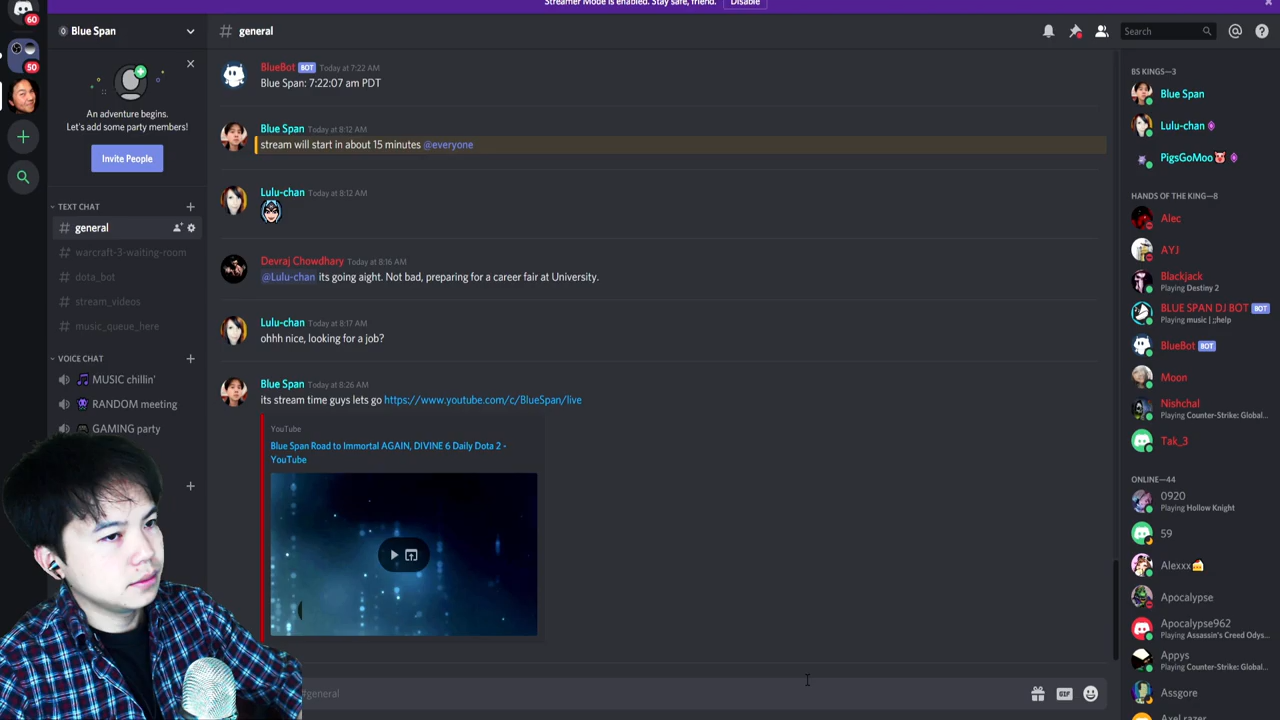 Streamer Mode is enabled. Stay safe, friend.
Disable
60
50
Blue Span
An adventure begins.
Let's add some party members!
Invite People
TEXT CHAT
# general
# warcraft-3-waiting-room
# dota_bot
# stream_videos
# music_queue_here
VOICE CHAT
MUSIC chillin'
RANDOM meeting
GAMING party
# general
Search
BlueBot BOT Today at 7:22 AM
Blue Span: 7:22:07 am PDT
Blue Span Today at 8:12 AM
stream will start in about 15 minutes @everyone
Lulu-chan Today at 8:12 AM
Devraj Chowdhary Today at 8:16 AM
@Lulu-chan its going aight. Not bad, preparing for a career fair at University.
Lulu-chan Today at 8:17 AM
ohhh nice, looking for a job?
Blue Span Today at 8:26 AM
its stream time guys lets go https://www.youtube.com/c/BlueSpan/live
YouTube
Blue Span Road to Immortal AGAIN, DIVINE 6 Daily Dota 2 -
YouTube
#general
GIF
BS KINGS—3
Blue Span
Lulu-chan
PigsGoMoo
HANDS OF THE KING—8
Alec
AYJ
Blackjack
Playing Destiny 2
BLUE SPAN DJ BOT BOT
Playing music | ;;help
BlueBot BOT
Moon
Nishchal
Playing Counter-Strike: Global...
Tak_3
ONLINE—44
0920
Playing Hollow Knight
59
Alexxx
Apocalypse
Apocalypse962
Playing Assassin's Creed Odys...
Appys
Playing Counter-Strike: Global...
Assgore
Axel razer